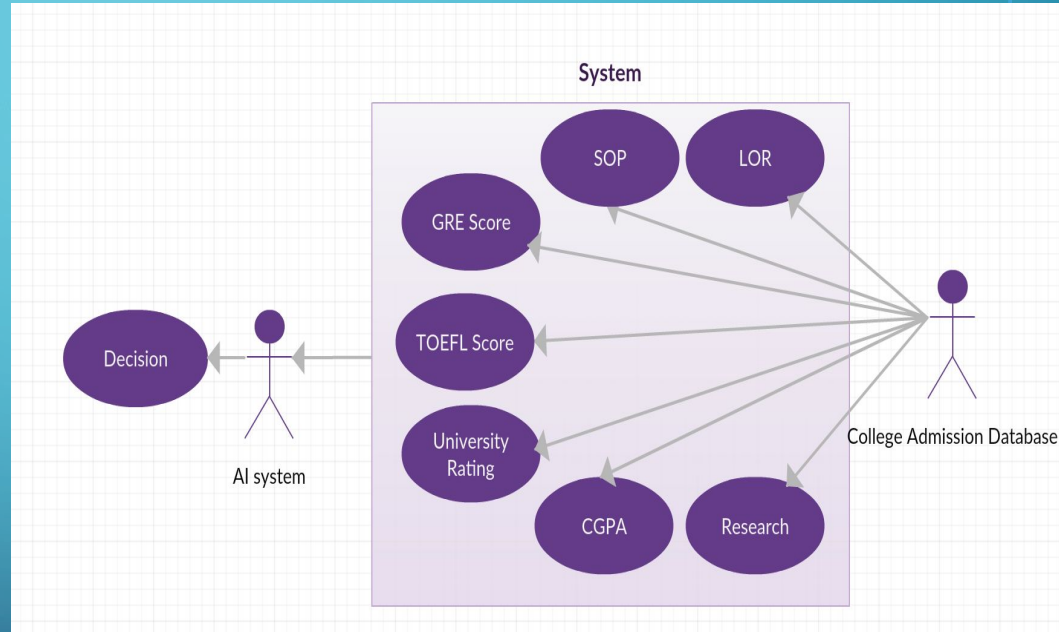 System
SOP
LOR
GRE Score
TOEFL Score
Decision
University
Rating
College Admission Database
AI system
CGPA
Research